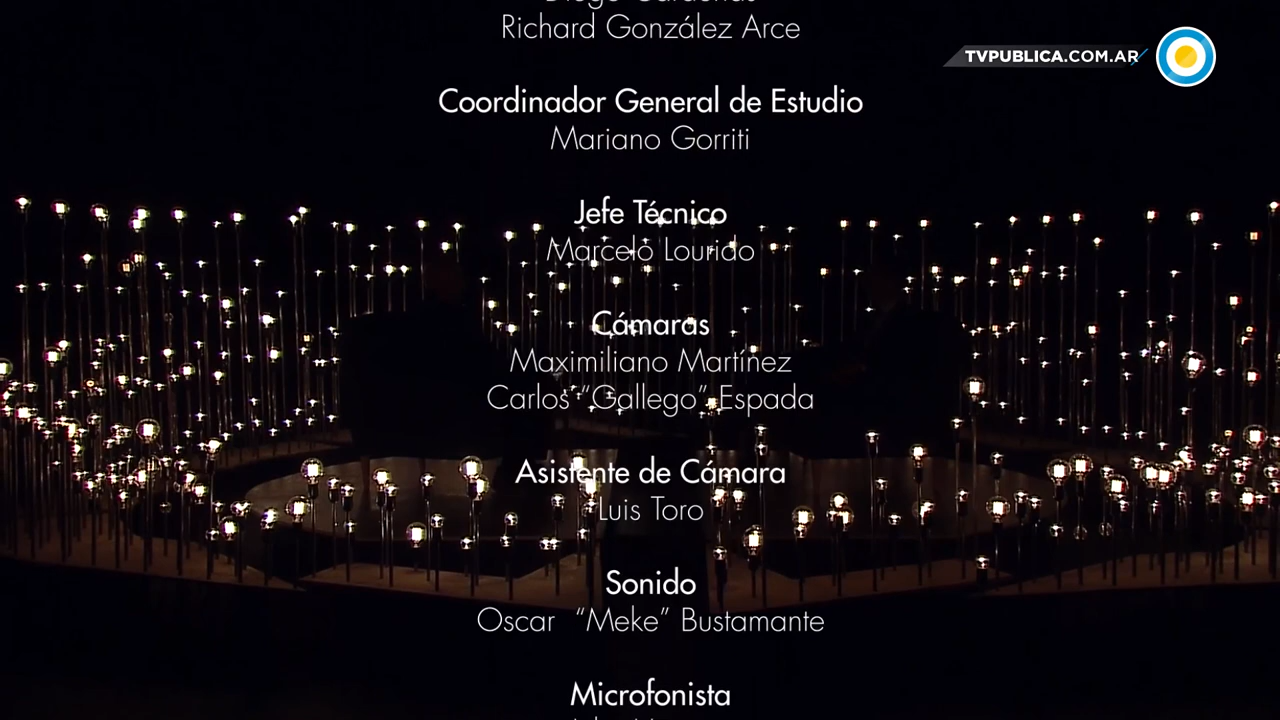 Richard González Arce
TVPUBLICA.COM.AR
Coordinador General de Estudio
Mariano Gorriti
Jefe Técnico
Marcelo Lourido
Cámaras
Maximiliano Martínez
Carlos “Gallego” Espada
Asistente de Cámara
Luis Toro
Sonido
Oscar “Meke” Bustamante
Microfonista